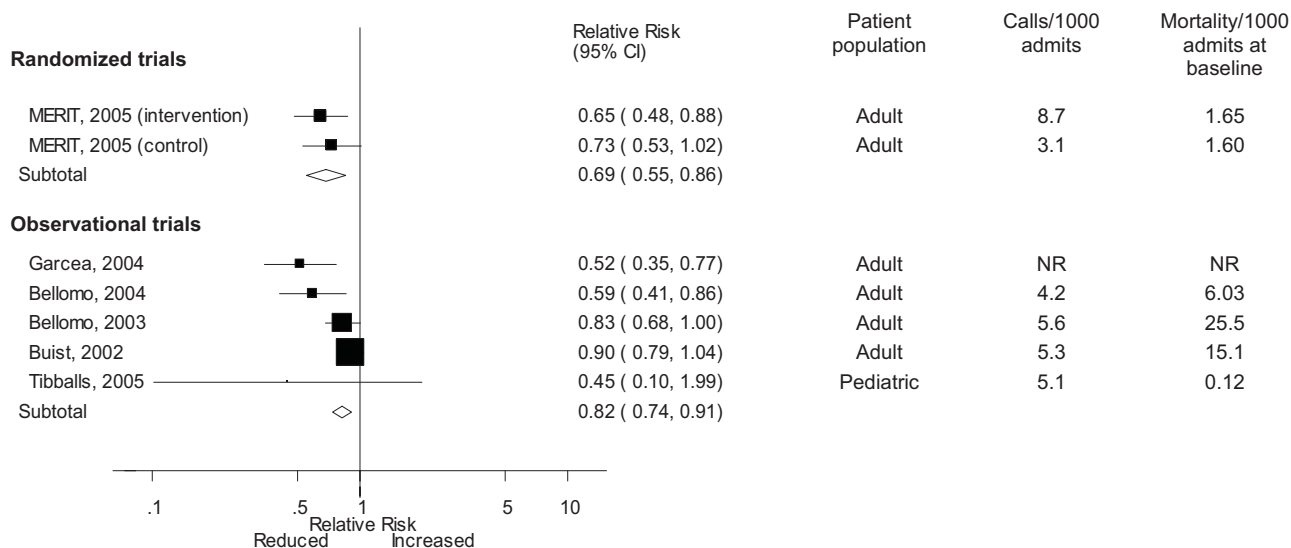 Relative Risk (95% CI) Patient population Calls/1000 admits Mortality/1000 admits at baseline
Randomized trials
MERIT, 2005 (intervention) 0.65 ( 0.48, 0.88) Adult 8.7 1.65
MERIT, 2005 (control) 0.73 ( 0.53, 1.02) Adult 3.1 1.60
Subtotal 0.69 ( 0.55, 0.86)
Observational trials
Garcea, 2004 0.52 ( 0.35, 0.77) Adult NR NR
Bellomo, 2004 0.59 ( 0.41, 0.86) Adult 4.2 6.03
Bellomo, 2003 0.83 ( 0.68, 1.00) Adult 5.6 25.5
Buist, 2002 0.90 ( 0.79, 1.04) Adult 5.3 15.1
Tibballs, 2005 0.45 ( 0.10, 1.99) Pediatric 5.1 0.12
Subtotal 0.82 ( 0.74, 0.91)
.1 .5 1 5 10
Relative Risk
Reduced Increased